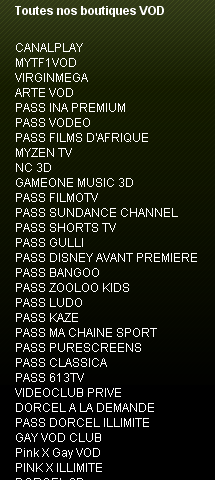 Toutes nos boutiques VOD
CANALPLAY
MYTF1VOD
VIRGINMEGA
ARTE VOD
PASS INA PREMIUM
PASS VODEO
PASS FILMS D'AFRIQUE
MYZEN TV
NC 3D
GAMEONE MUSIC 3D
PASS FILMOTV
PASS SUNDANCE CHANNEL
PASS SHORTS TV
PASS GULLI
PASS DISNEY AVANT PREMIERE
PASS BANGOO
PASS ZOOLOO KIDS
PASS LUDO
PASS KAZE
PASS MA CHAINE SPORT
PASS PURESCREENS
PASS CLASSICA
PASS 613TV
VIDEOCLUB PRIVE
DORCEL A LA DEMANDE
PASS DORCEL ILLIMITE
GAY VOD CLUB
Pink X Gay VOD
PINK X ILLIMITE